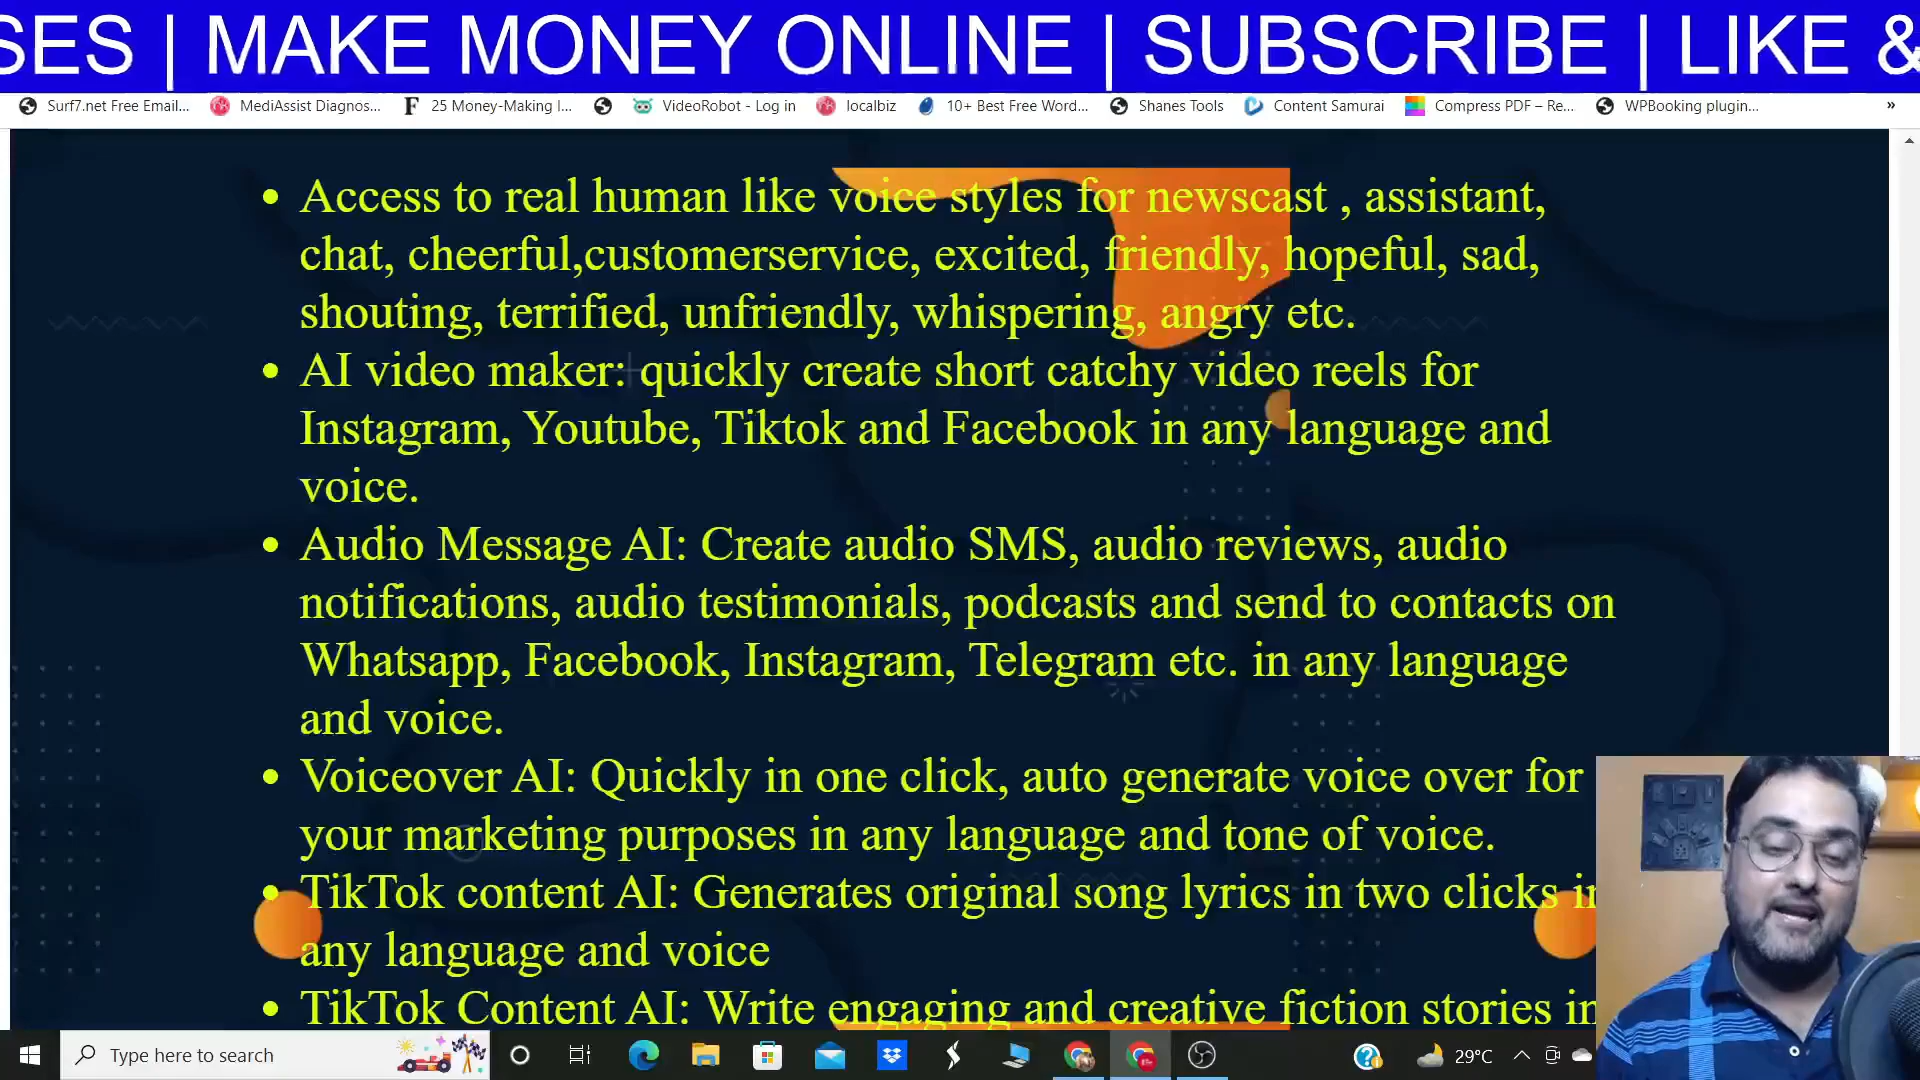 SES | MAKE MONEY ONLINE | SUBSCRIBE | LIKE &
Surf7.net Free Email... MediAssist Diagnos... 25 Money-Making I... VideoRobot - Log in localbiz 10+ Best Free Word... Shanes Tools Content Samurai Compress PDF – Re... WPBooking plugin... »
• Access to real human like voice styles for newscast , assistant,
chat, cheerful,customerservice, excited, friendly, hopeful, sad,
shouting, terrified, unfriendly, whispering, angry etc.
• AI video maker: quickly create short catchy video reels for
Instagram, Youtube, Tiktok and Facebook in any language and
voice.
• Audio Message AI: Create audio SMS, audio reviews, audio
notifications, audio testimonials, podcasts and send to contacts on
Whatsapp, Facebook, Instagram, Telegram etc. in any language
and voice.
• Voiceover AI: Quickly in one click, auto generate voice over for
your marketing purposes in any language and tone of voice.
• TikTok content AI: Generates original song lyrics in two clicks in
any language and voice
• TikTok Content AI: Write engaging and creative fiction stories in
Type here to search 29°C